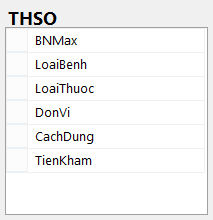 THSO
BNMax
LoaiBenh
LoaiThuoc
DonVi
CachDung
TienKham